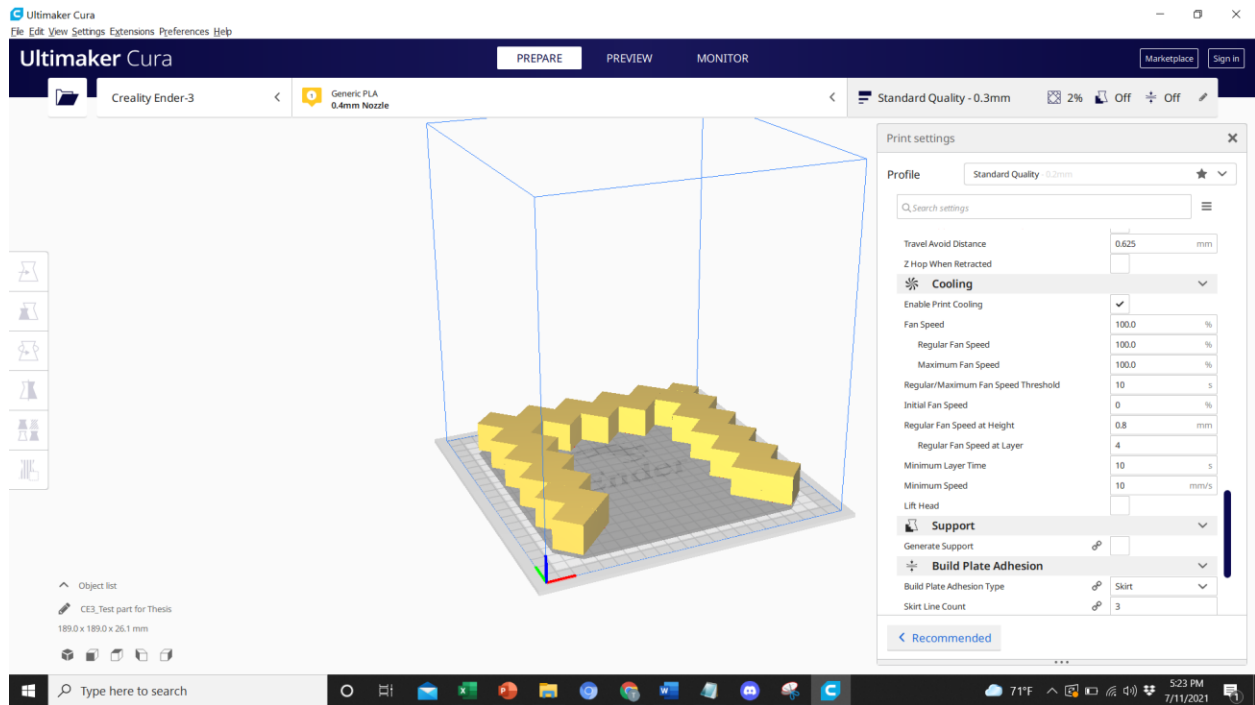 Ultimaker Cura
File Edit View Settings Extensions Preferences Help
Ultimaker Cura
PREPARE PREVIEW MONITOR
Marketplace Sign in
Creality Ender-3
1
Generic PLA
0.4mm Nozzle
Standard Quality - 0.3mm 2% Off Off
Print settings
Profile Standard Quality - 0.2mm
Search settings
Travel Avoid Distance 0.625 mm
Z Hop When Retracted
Cooling
Enable Print Cooling
Fan Speed 100.0 %
Regular Fan Speed 100.0 %
Maximum Fan Speed 100.0 %
Regular/Maximum Fan Speed Threshold 10 s
Initial Fan Speed 0 %
Regular Fan Speed at Height 0.8 mm
Regular Fan Speed at Layer 4
Minimum Layer Time 10 s
Minimum Speed 10 mm/s
Lift Head
Support
Generate Support
Build Plate Adhesion
Build Plate Adhesion Type Skirt
Skirt Line Count 3
Recommended
Ender
Object list
CE3_Test part for Thesis
189.0 x 189.0 x 26.1 mm
Type here to search
71°F
5:23 PM
7/11/2021